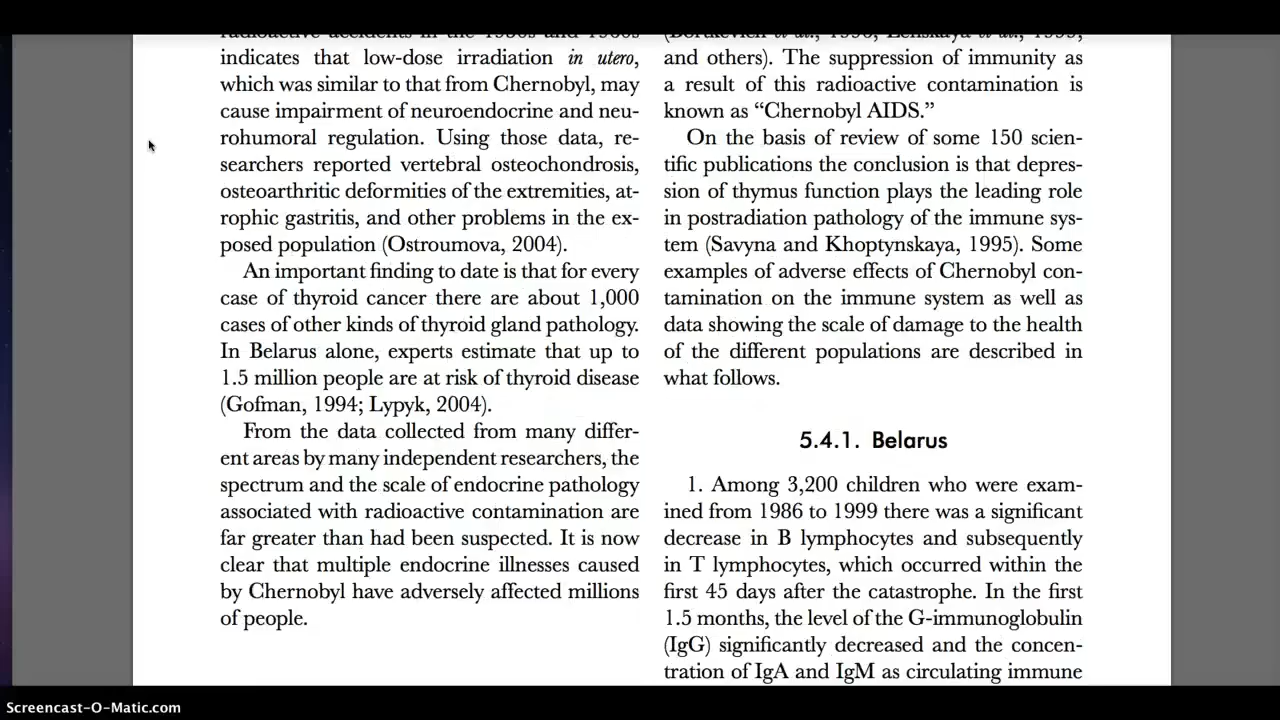 indicates that low-dose irradiation in utero,
which was similar to that from Chernobyl, may
cause impairment of neuroendocrine and neu-
rohumoral regulation. Using those data, re-
searchers reported vertebral osteochondrosis,
osteoarthritic deformities of the extremities, at-
rophic gastritis, and other problems in the ex-
posed population (Ostroumova, 2004).
An important finding to date is that for every
case of thyroid cancer there are about 1,000
cases of other kinds of thyroid gland pathology.
In Belarus alone, experts estimate that up to
1.5 million people are at risk of thyroid disease
(Gofman, 1994; Lypyk, 2004).
From the data collected from many differ-
ent areas by many independent researchers, the
spectrum and the scale of endocrine pathology
associated with radioactive contamination are
far greater than had been suspected. It is now
clear that multiple endocrine illnesses caused
by Chernobyl have adversely affected millions
of people.
and others). The suppression of immunity as
a result of this radioactive contamination is
known as “Chernobyl AIDS.”
On the basis of review of some 150 scien-
tific publications the conclusion is that depres-
sion of thymus function plays the leading role
in postradiation pathology of the immune sys-
tem (Savyna and Khoptynskaya, 1995). Some
examples of adverse effects of Chernobyl con-
tamination on the immune system as well as
data showing the scale of damage to the health
of the different populations are described in
what follows.
5.4.1. Belarus
1. Among 3,200 children who were exam-
ined from 1986 to 1999 there was a significant
decrease in B lymphocytes and subsequently
in T lymphocytes, which occurred within the
first 45 days after the catastrophe. In the first
1.5 months, the level of the G-immunoglobulin
(IgG) significantly decreased and the concen-
tration of IgA and IgM as circulating immune
Screencast-O-Matic.com